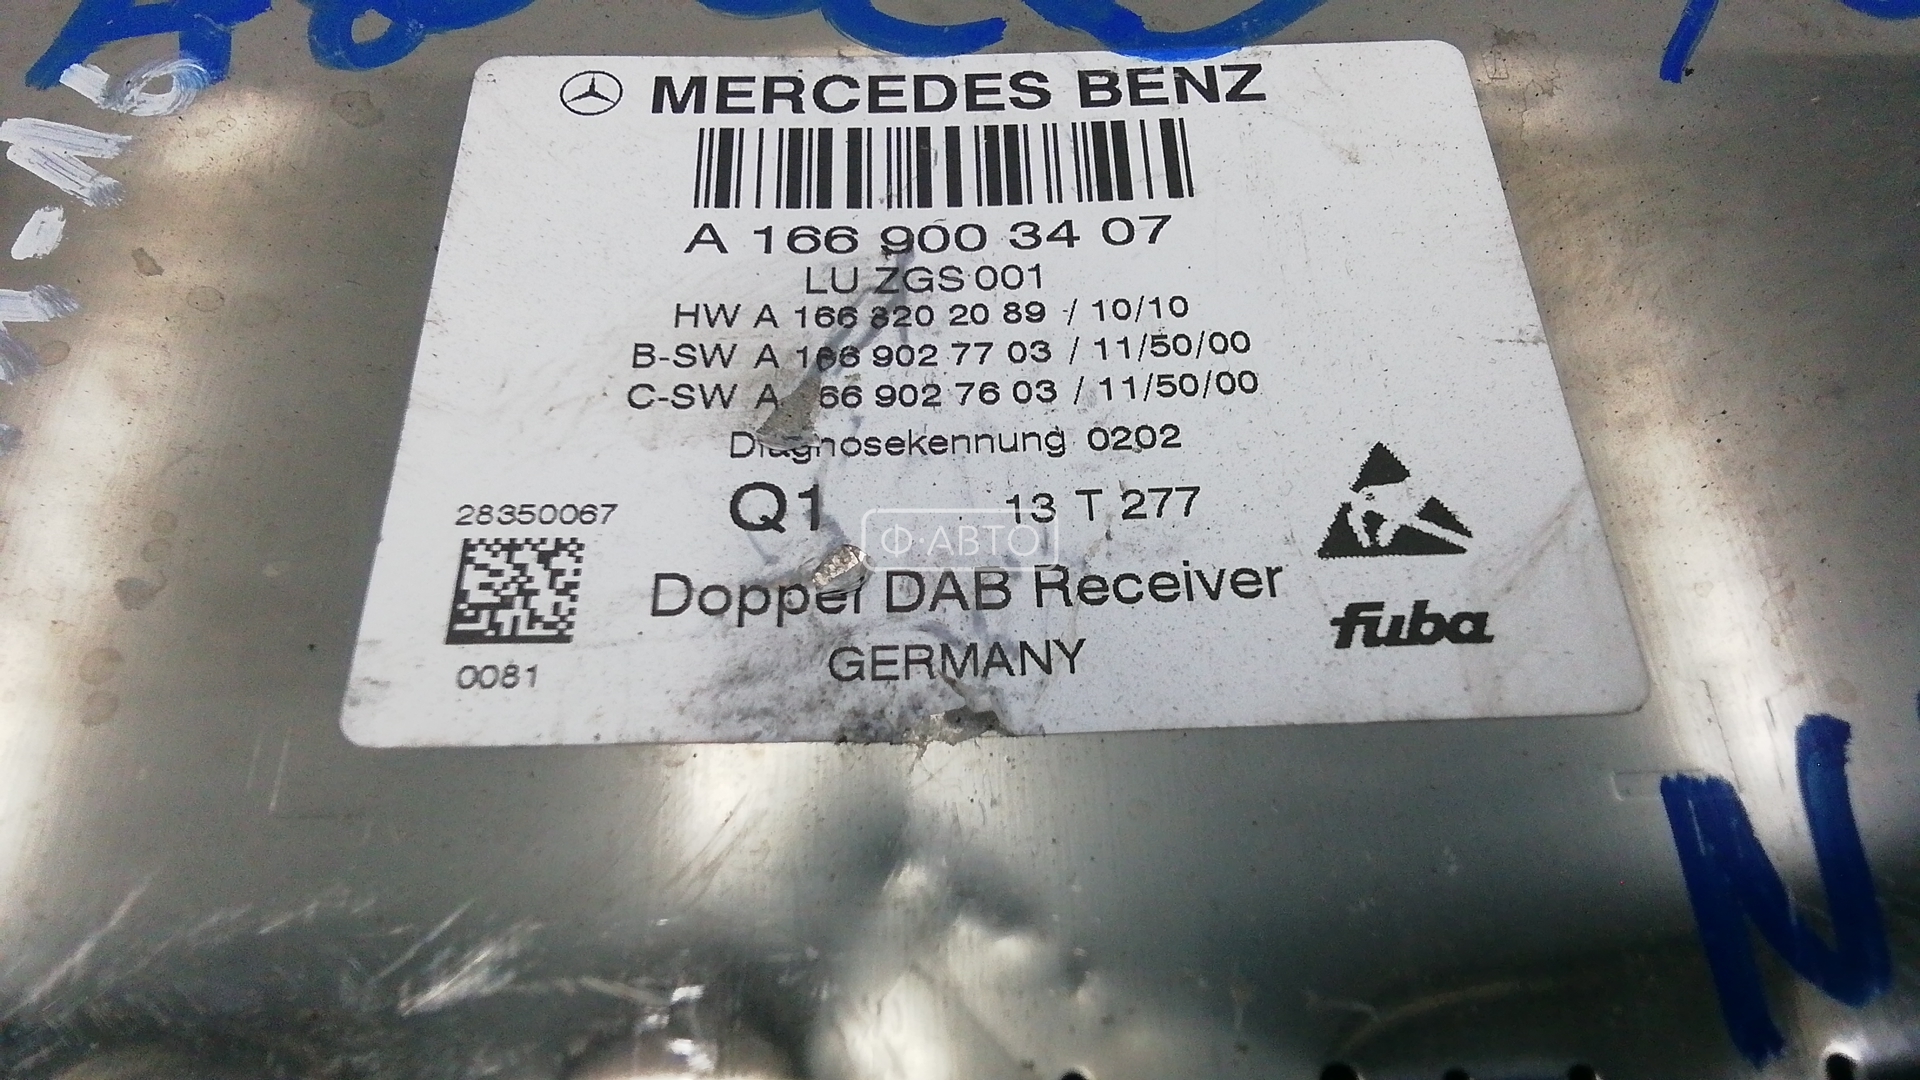 MERCEDES BENZ
A 166 900 34 07
LU ZGS 001
HW A 166 820 20 89 / 10/10
B-SW A 166 902 77 03 / 11/50/00
C-SW A 66 902 76 03 / 11/50/00
Diagnosekennung 0202
28350067
Q1 13 T 277
Ф·АВТО
Doppel DAB Receiver
fuba
GERMANY
0081
N